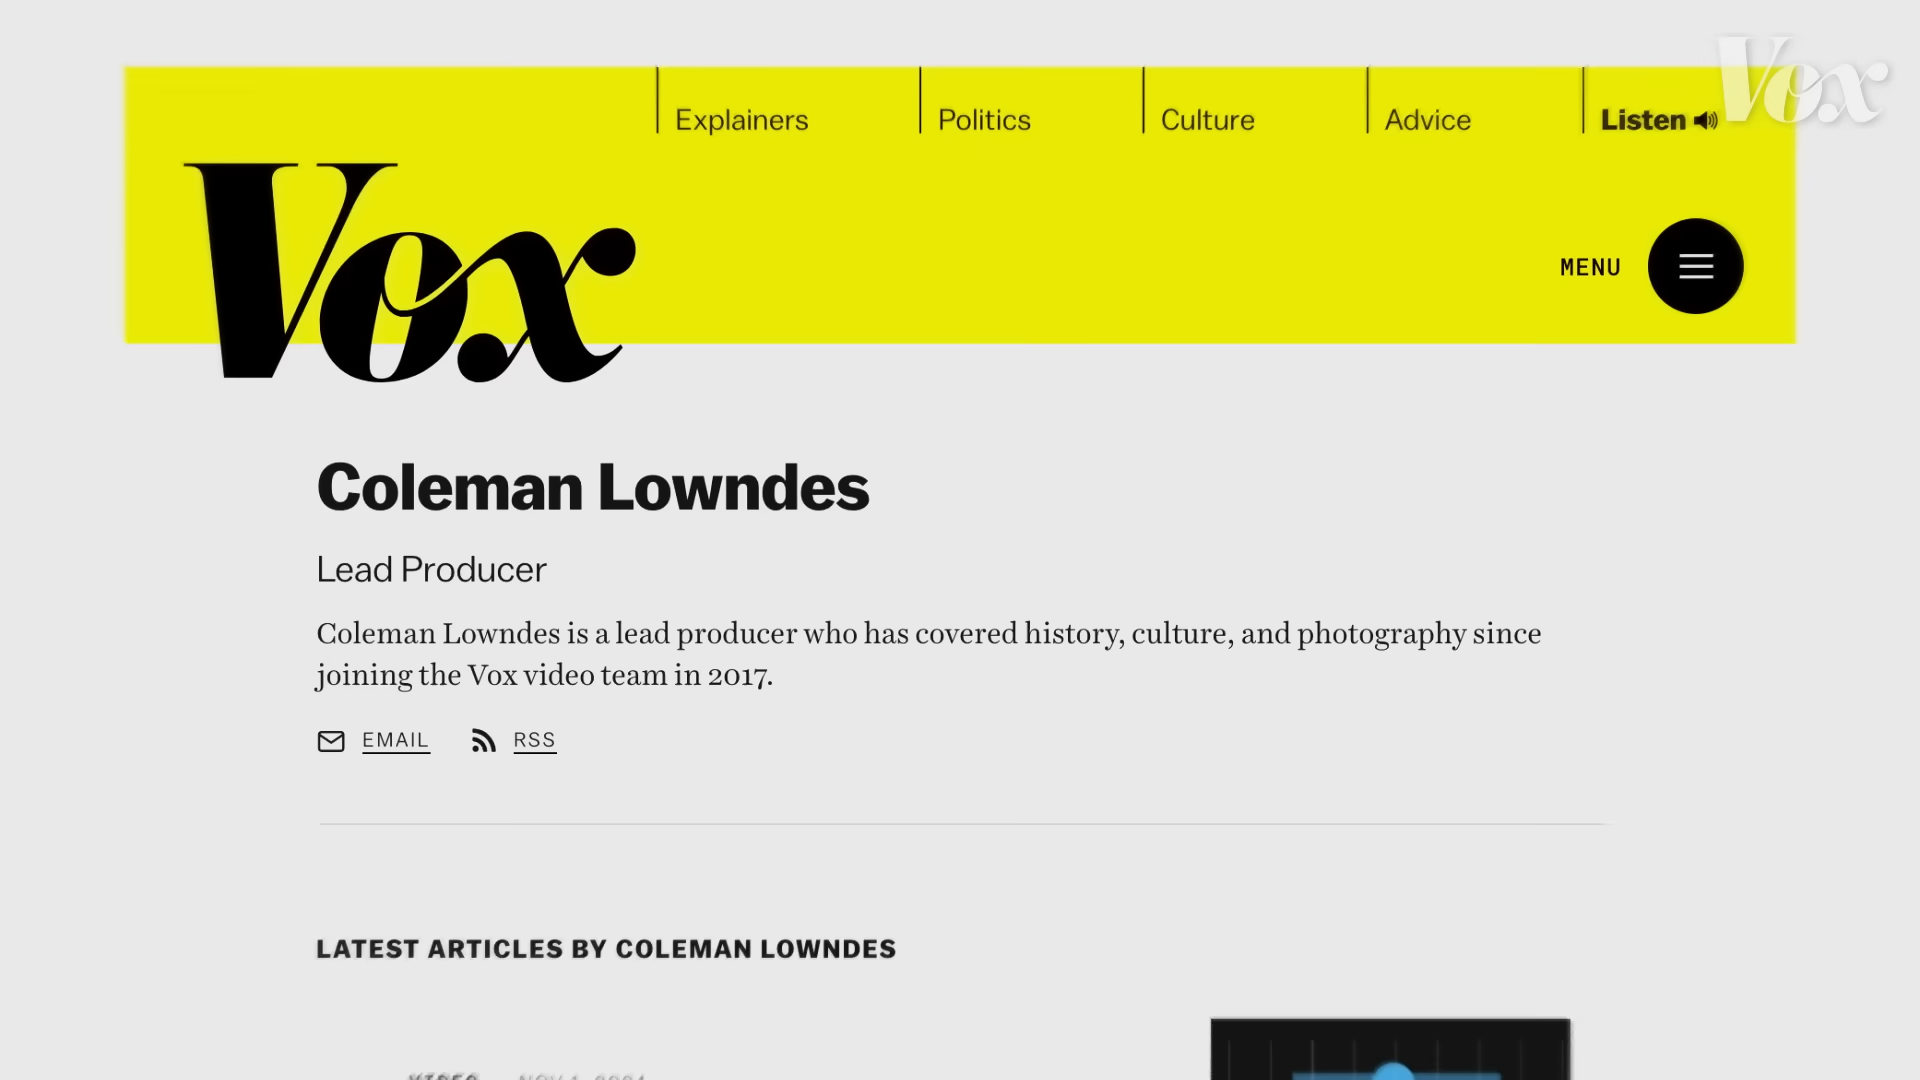 Vox
Explainers
Politics
Culture
Advice
Listen
Vox
MENU
Coleman Lowndes
Lead Producer
Coleman Lowndes is a lead producer who has covered history, culture, and photography since
joining the Vox video team in 2017.
EMAIL
RSS
LATEST ARTICLES BY COLEMAN LOWNDES